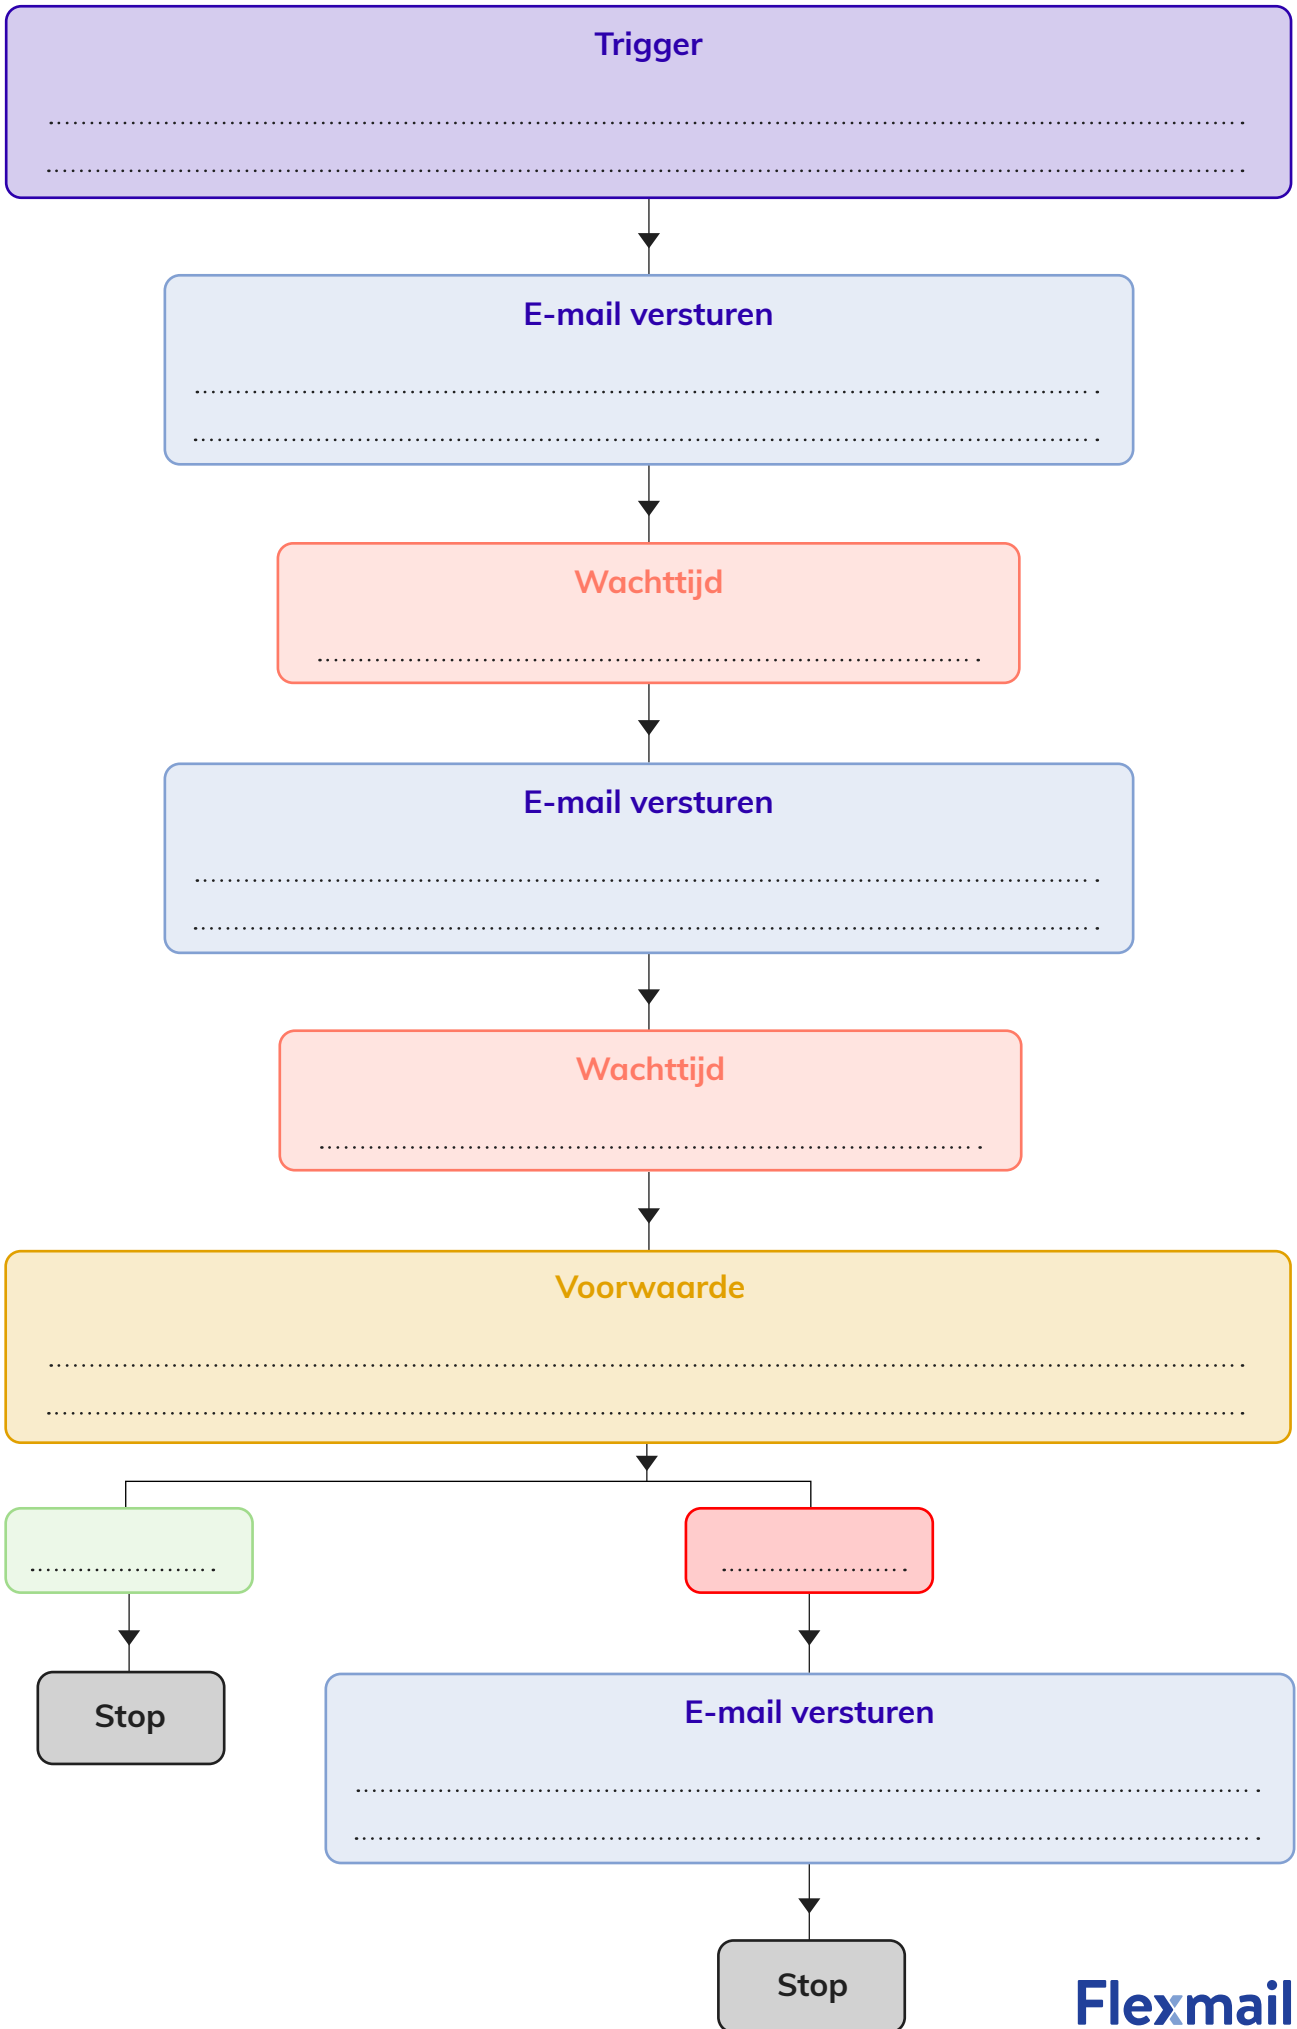 Trigger
E-mail versturen
Wachttijd
E-mail versturen
Wachttijd
Voorwaarde
Stop
E-mail versturen
Stop
Flexmail